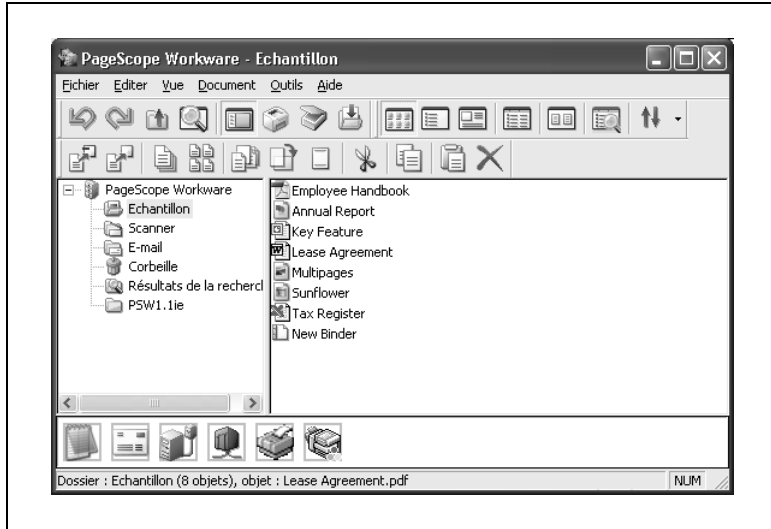 PageScope Workware - Echantillon
Fichier Editer Vue Document Outils Aide
PageScope Workware
Echantillon
Scanner
E-mail
Corbeille
Résultats de la rechercl
PSW1.1ie
Employee Handbook
Annual Report
Key Feature
Lease Agreement
Multipages
Sunflower
Tax Register
New Binder
Dossier : Echantillon (8 objets), objet : Lease Agreement.pdf NUM